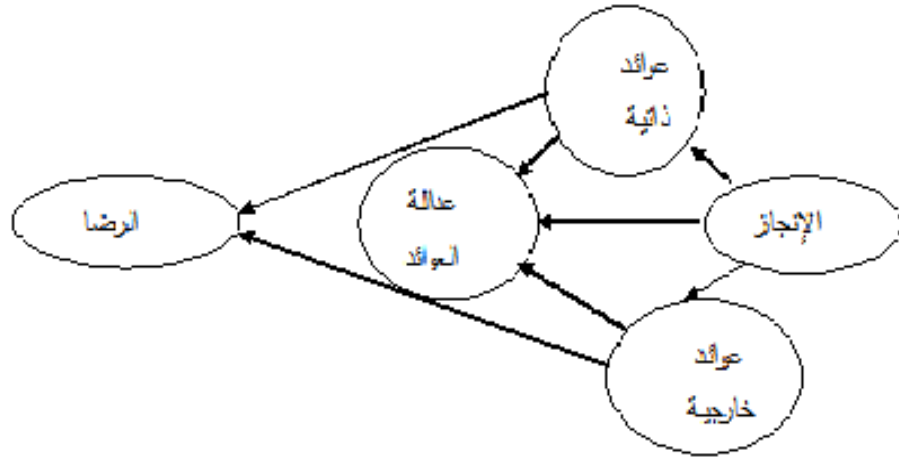 عوائد
ذاتية
الإنجاز
عدالة
العوائد
الرضا
عوائد
خارجية